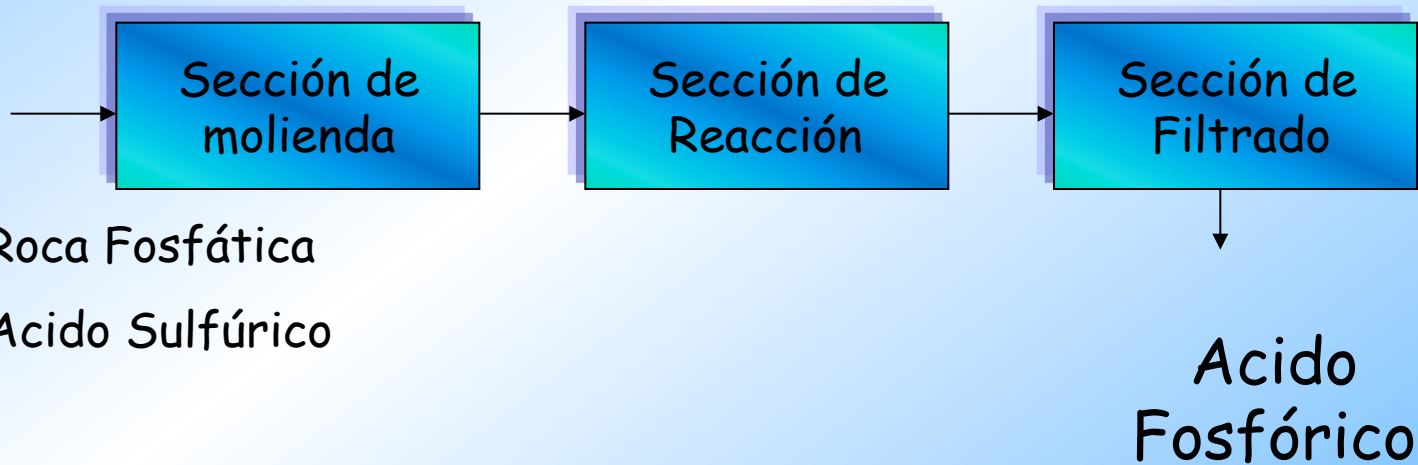 Sección de
molienda
Sección de
Reacción
Sección de
Filtrado
Roca Fosfática
Acido Sulfúrico
Acido
Fosfórico